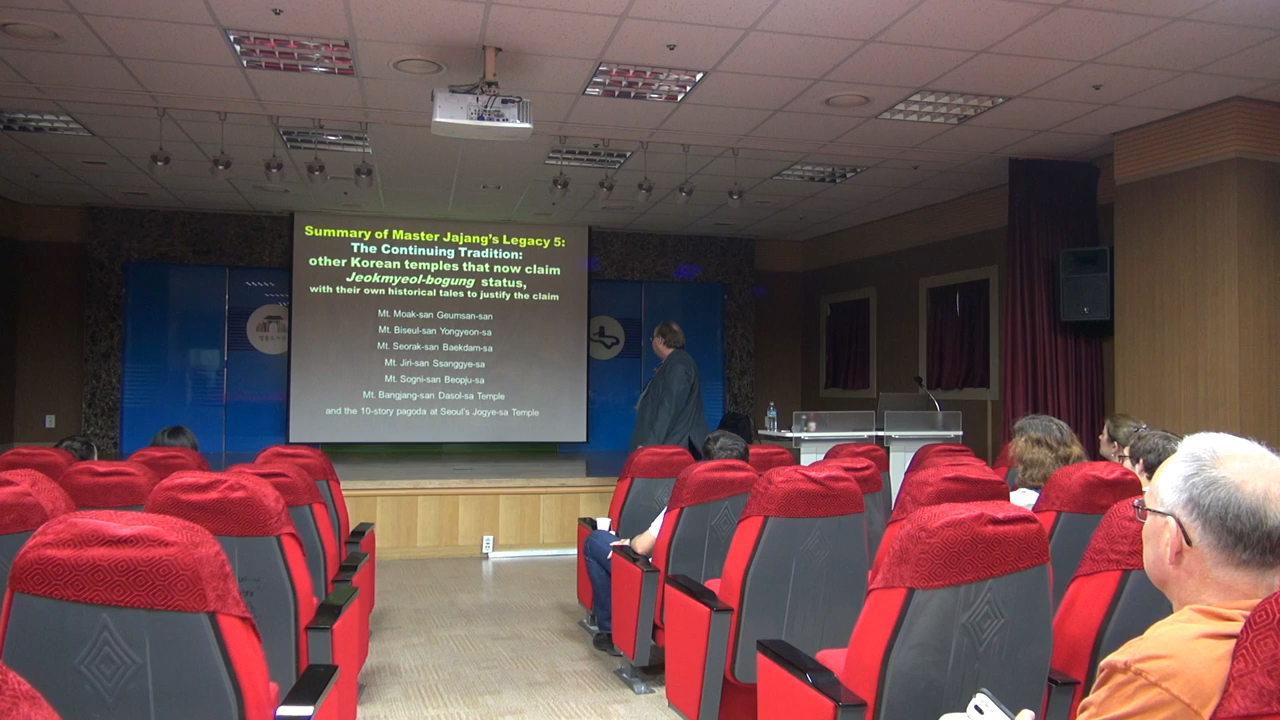 Summary of Master Jajang's Legacy 5:
The Continuing Tradition:
other Korean temples that now claim
Jeokmyeol-bogung status,
with their own historical tales to justify the claim
Mt. Moak-san Geumsan-san
Mt. Biseul-san Yongyeon-sa
Mt. Seorak-san Baekdam-sa
Mt. Jiri-san Ssanggye-sa
Mt. Sogni-san Beopju-sa
Mt. Bangjang-san Dasol-sa Temple
and the 10-story pagoda at Seoul's Jogye-sa Temple